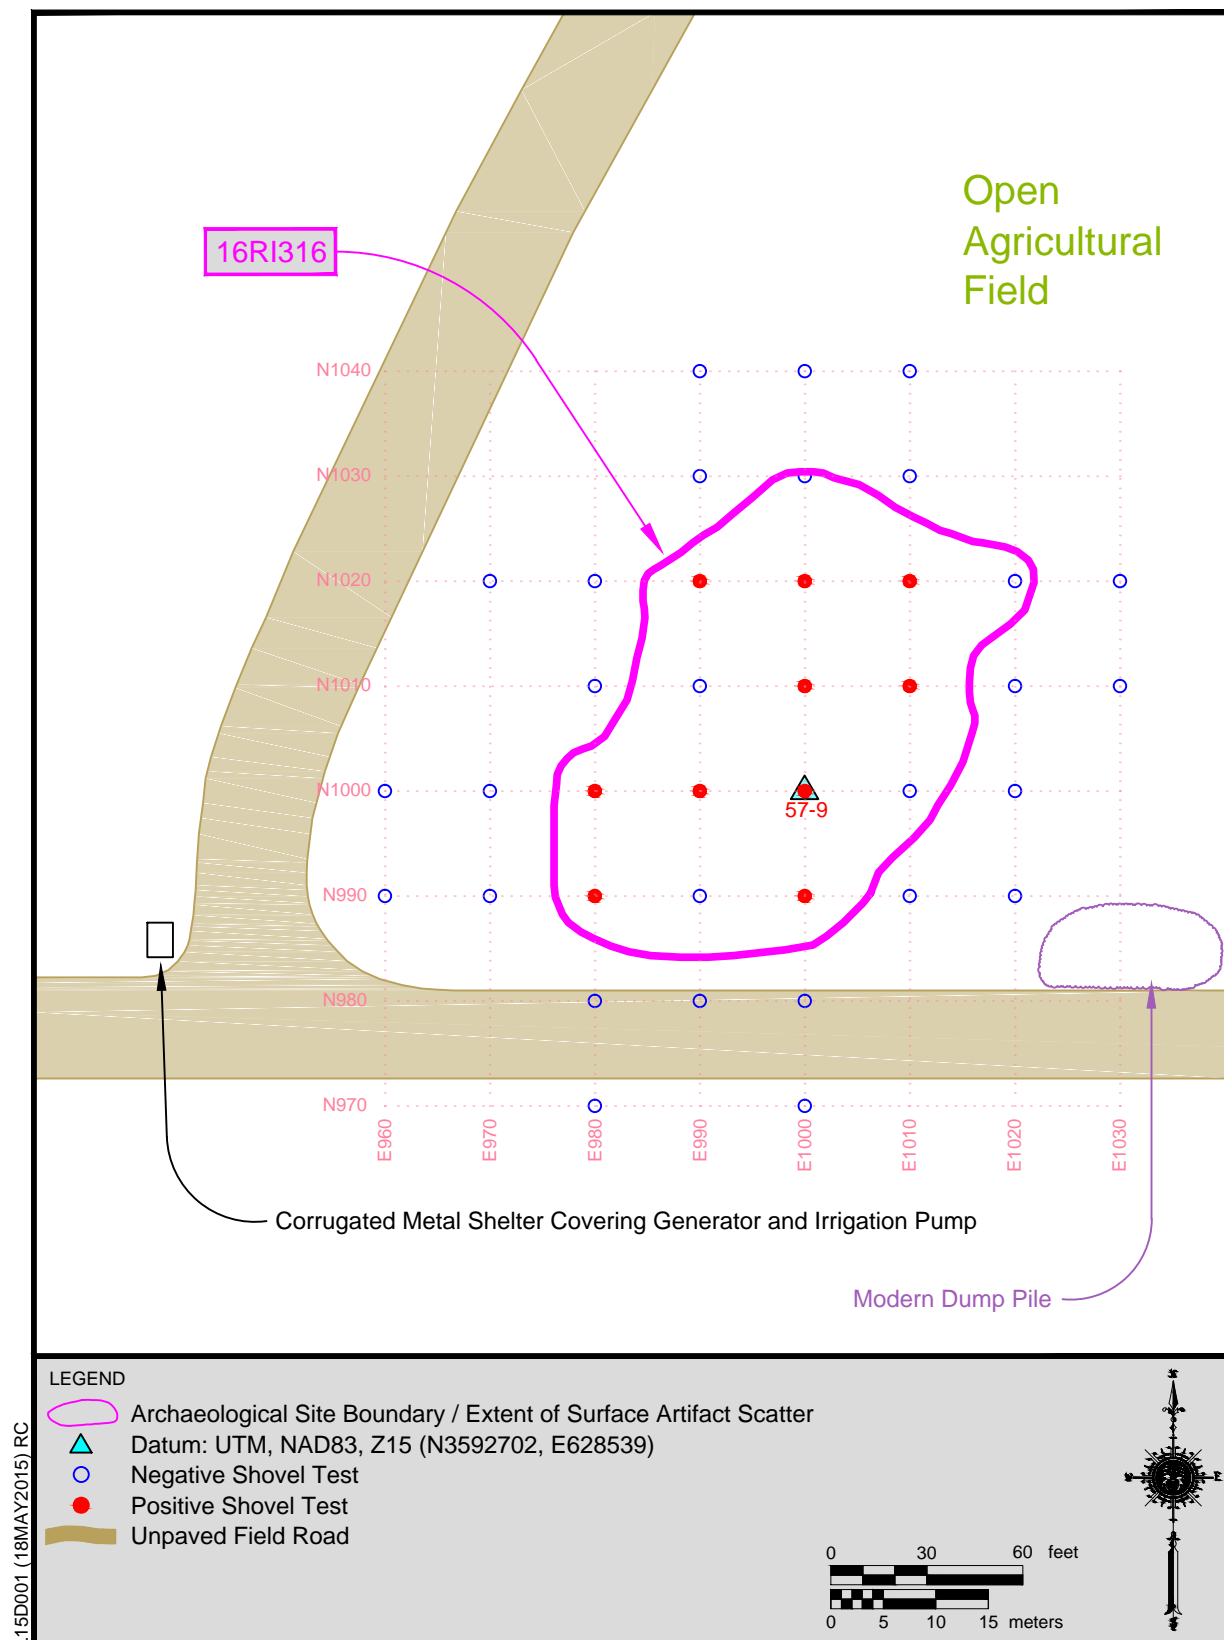 Open
Agricultural
Field
16RI316
N1040
N1030
N1020
N1010
N1000
57-9
N990
N980
N970
E960
E970
E980
E990
E1000
E1010
E1020
E1030
Corrugated Metal Shelter Covering Generator and Irrigation Pump
Modern Dump Pile
LEGEND
Archaeological Site Boundary / Extent of Surface Artifact Scatter
Datum: UTM, NAD83, Z15 (N3592702, E628539)
Negative Shovel Test
Positive Shovel Test
Unpaved Field Road
0 30 60 feet
0 5 10 15 meters
.15D001 (18MAY2015) RC